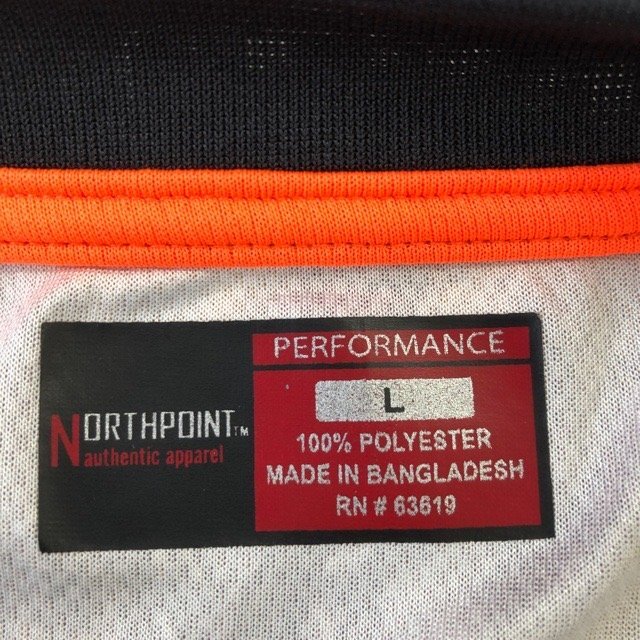 NORTHPOINT™
authentic apparel
PERFORMANCE
L
100% POLYESTER
MADE IN BANGLADESH
RN # 63619